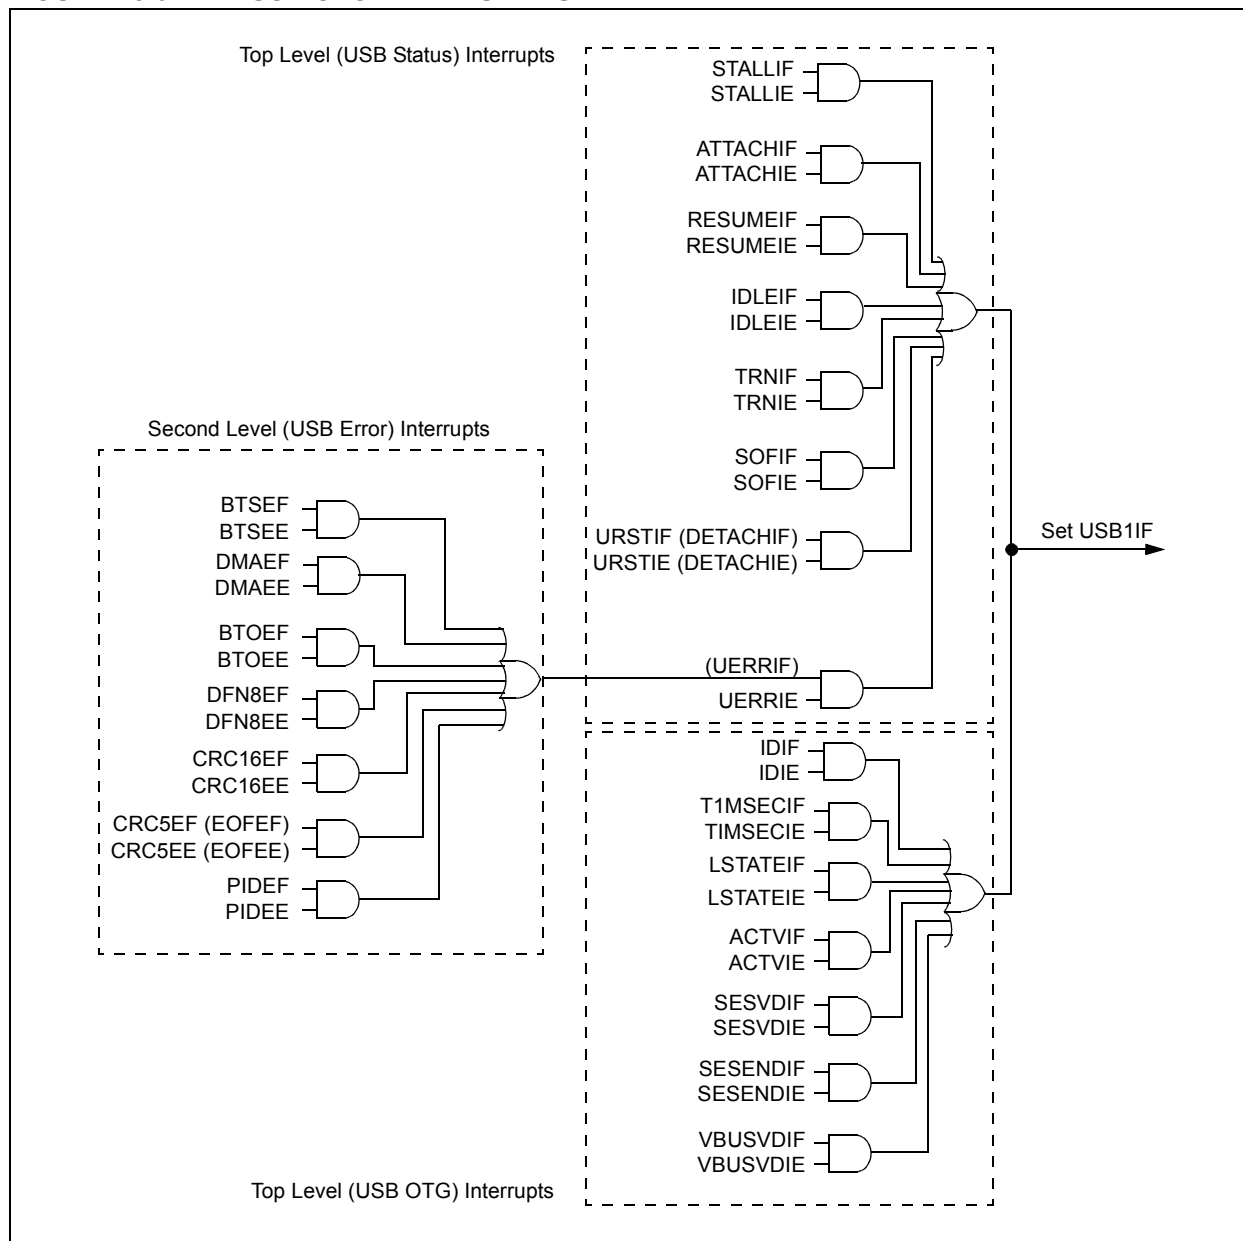 Top Level (USB Status) Interrupts
STALLIF
STALLIE
ATTACHIF
ATTACHIE
RESUMEIF
RESUMEIE
IDLEIF
IDLEIE
TRNIF
TRNIE
SOFIF
SOFIE
URSTIF (DETACHIF)
URSTIE (DETACHIE)
(UERRIF)
UERRIE
Second Level (USB Error) Interrupts
BTSEF
BTSEE
DMAEF
DMAEE
BTOEF
BTOEE
DFN8EF
DFN8EE
CRC16EF
CRC16EE
CRC5EF (EOFEF)
CRC5EE (EOFEE)
PIDEF
PIDEE
Set USB1IF
IDIF
IDIE
T1MSECIF
TIMSECIE
LSTATEIF
LSTATEIE
ACTVIF
ACTVIE
SESVDIF
SESVDIE
SESENDIF
SESENDIE
VBUSVDIF
VBUSVDIE
Top Level (USB OTG) Interrupts